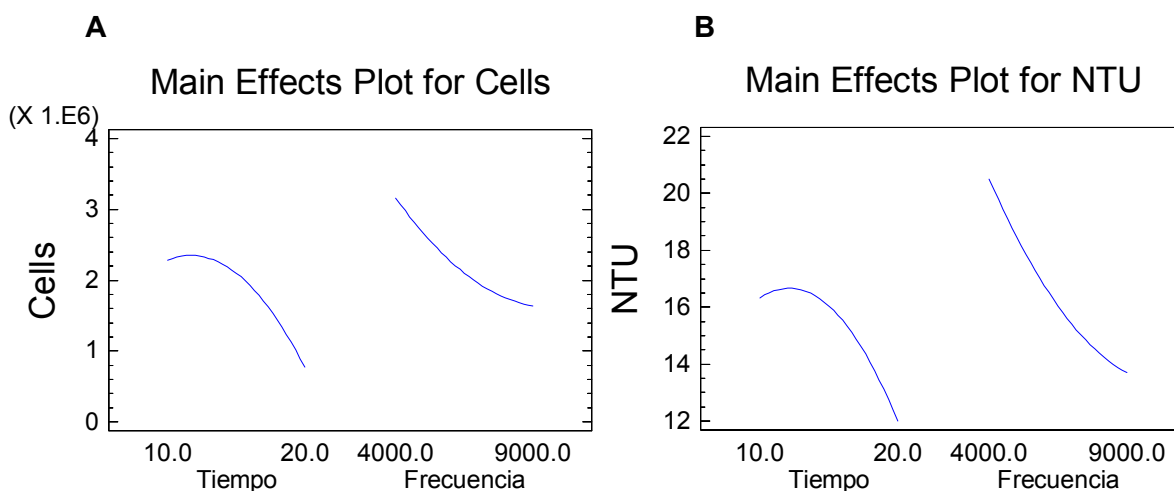 A
Main Effects Plot for Cells
(X 1.E6)
4
3
2
1
0
Cells
10.0 20.0 4000.0 9000.0
Tiempo Frecuencia
B
Main Effects Plot for NTU
22
20
18
16
14
12
NTU
10.0 20.0 4000.0 9000.0
Tiempo Frecuencia